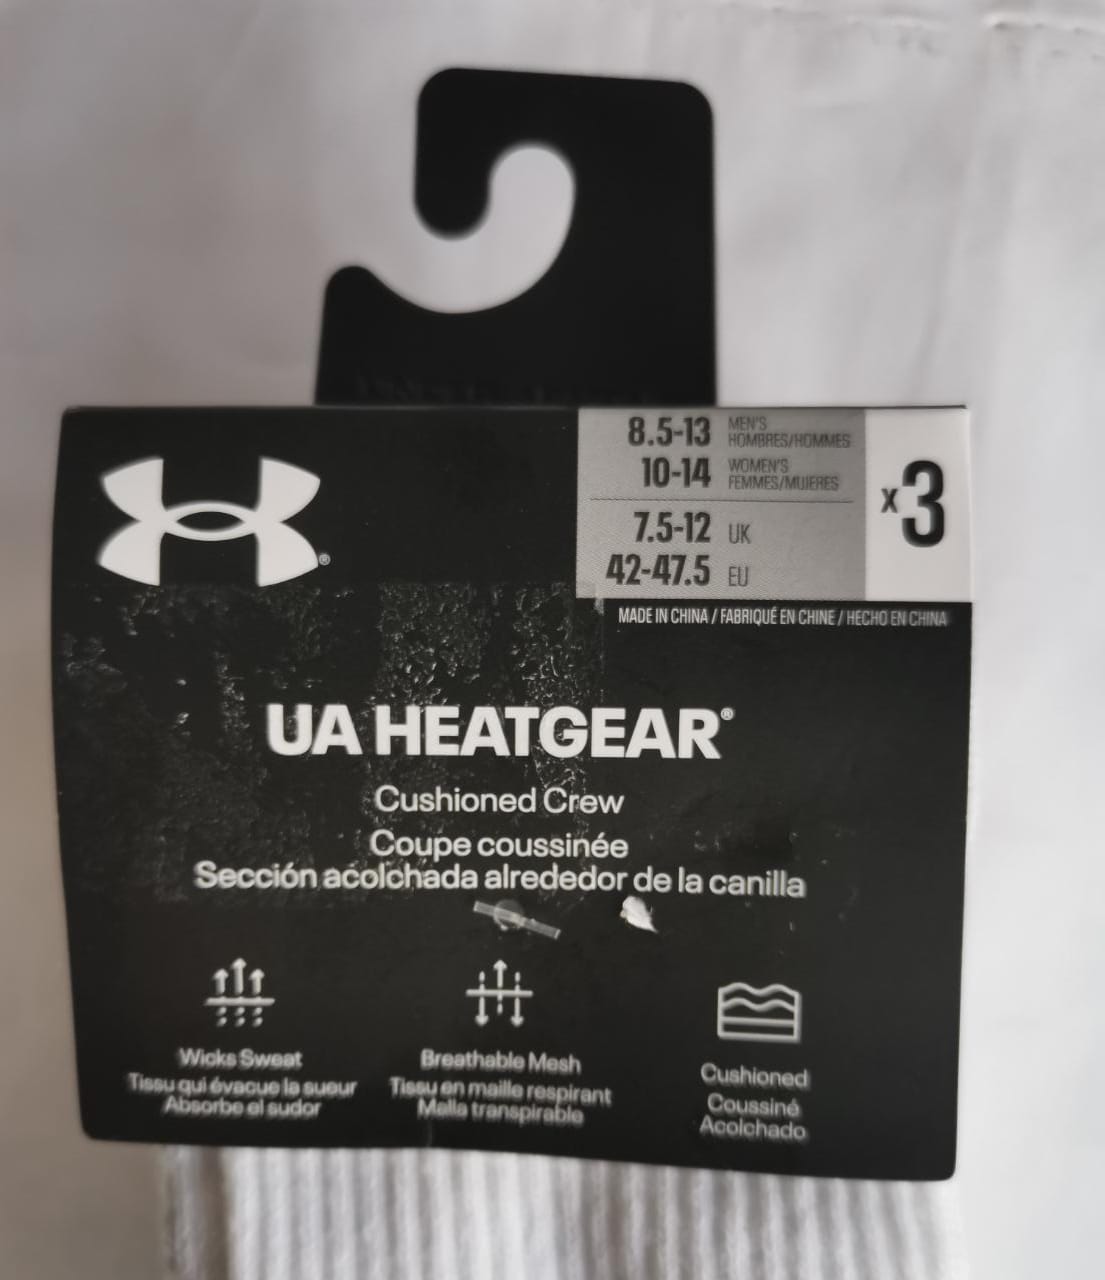 8.5-13 MEN'S
HOMBRES/HOMMES
10-14 WOMEN'S
FEMMES/MUJERES
7.5-12 UK
42-47.5 EU
x3
MADE IN CHINA / FABRIQUÉ EN CHINE / HECHO EN CHINA
UA HEATGEAR®
Cushioned Crew
Coupe coussinée
Sección acolchada alrededor de la canilla
Wicks Sweat
Tissu qui évacue la sueur
Absorbe el sudor
Breathable Mesh
Tissu en maille respirant
Malla transpirable
Cushioned
Coussiné
Acolchado